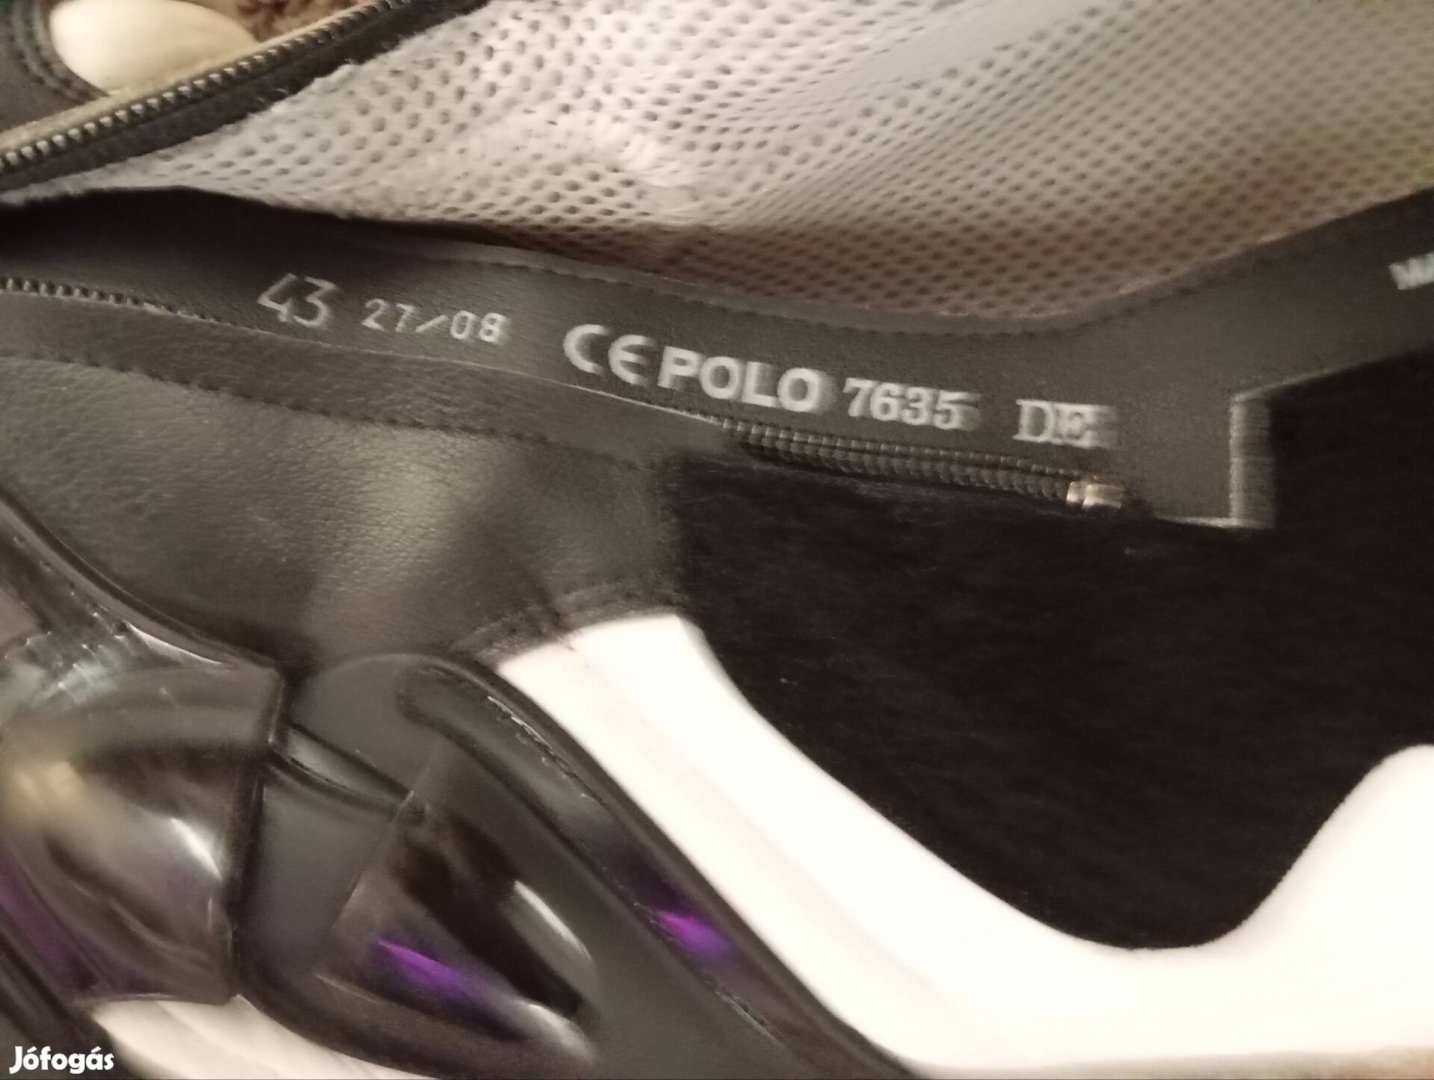 43 27/08 CE POLO 7635 DE
Jófogás